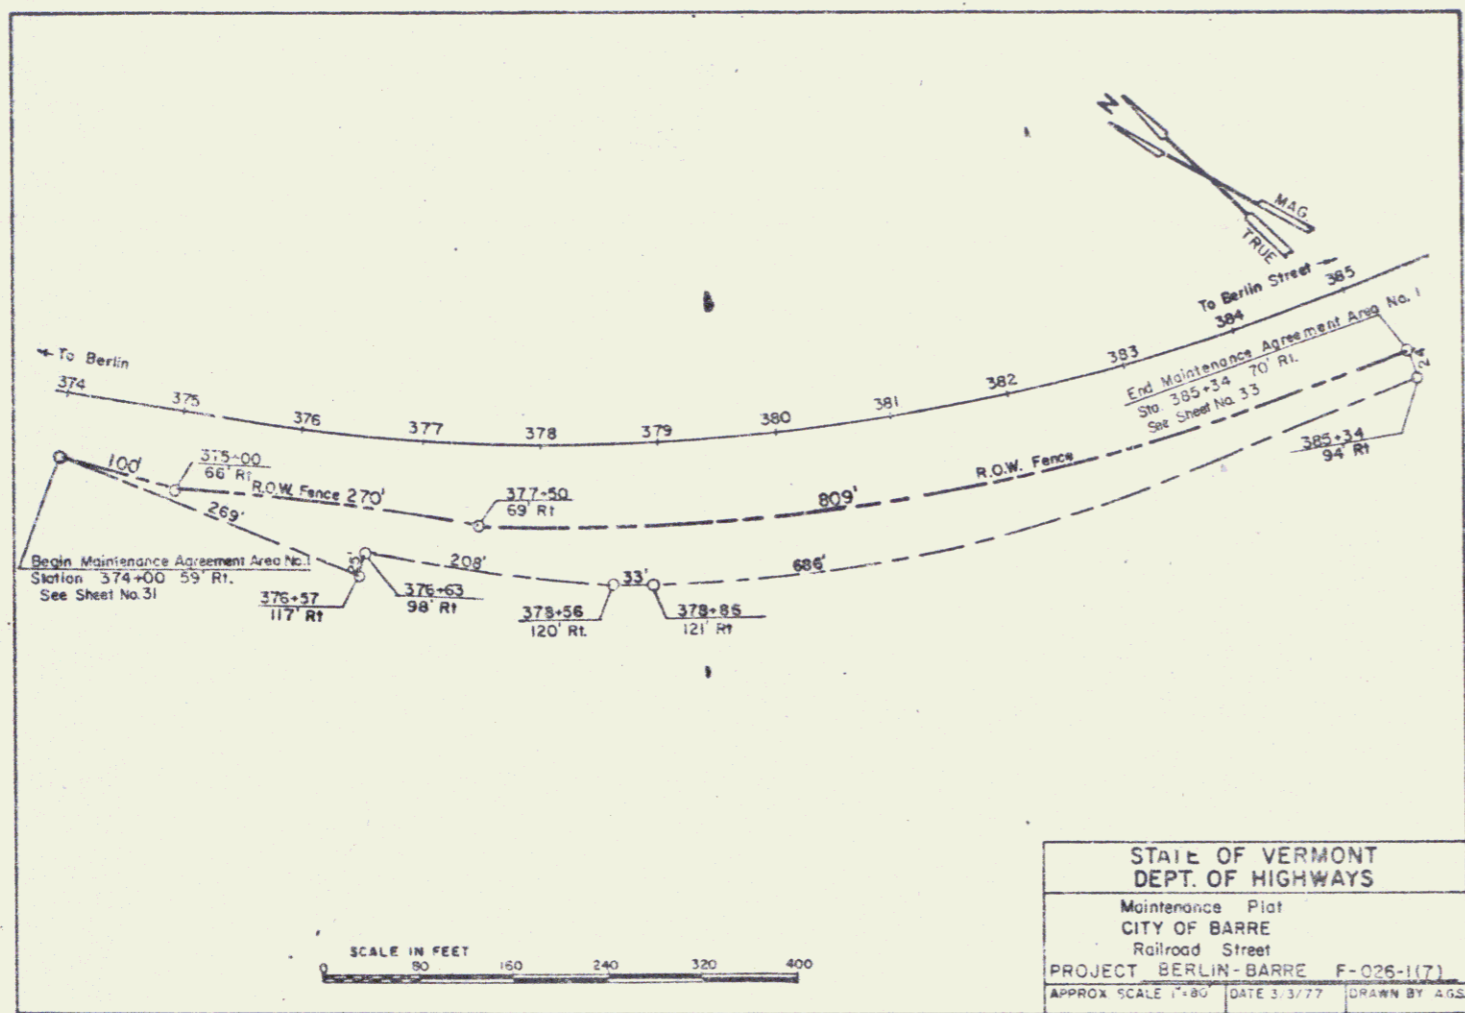 N
MAG.
TRUE
To Berlin Street
To Berlin
374
375
376
377
378
379
380
381
382
383
384
385
End Maintenance Agreement Area No. 1
Sta. 385+34 70' Rt.
See Sheet No. 33
24
385+34
94' Rt
R.O.W. Fence
809'
100'
375+00
66' Rt
R.O.W. Fence 270'
377+50
69' Rt
269'
208'
33'
686'
Begin Maintenance Agreement Area No.1
Station 374+00 59' Rt.
See Sheet No. 31
376+57
117' Rt
376+63
98' Rt
378+56
120' Rt.
378+86
121' Rt
SCALE IN FEET
0 80 160 240 320 400
STATE OF VERMONT
DEPT. OF HIGHWAYS
Maintenance Plat
CITY OF BARRE
Railroad Street
PROJECT BERLIN-BARRE F-026-1(7)
APPROX SCALE 1"=80' DATE 3/3/77 DRAWN BY AGS